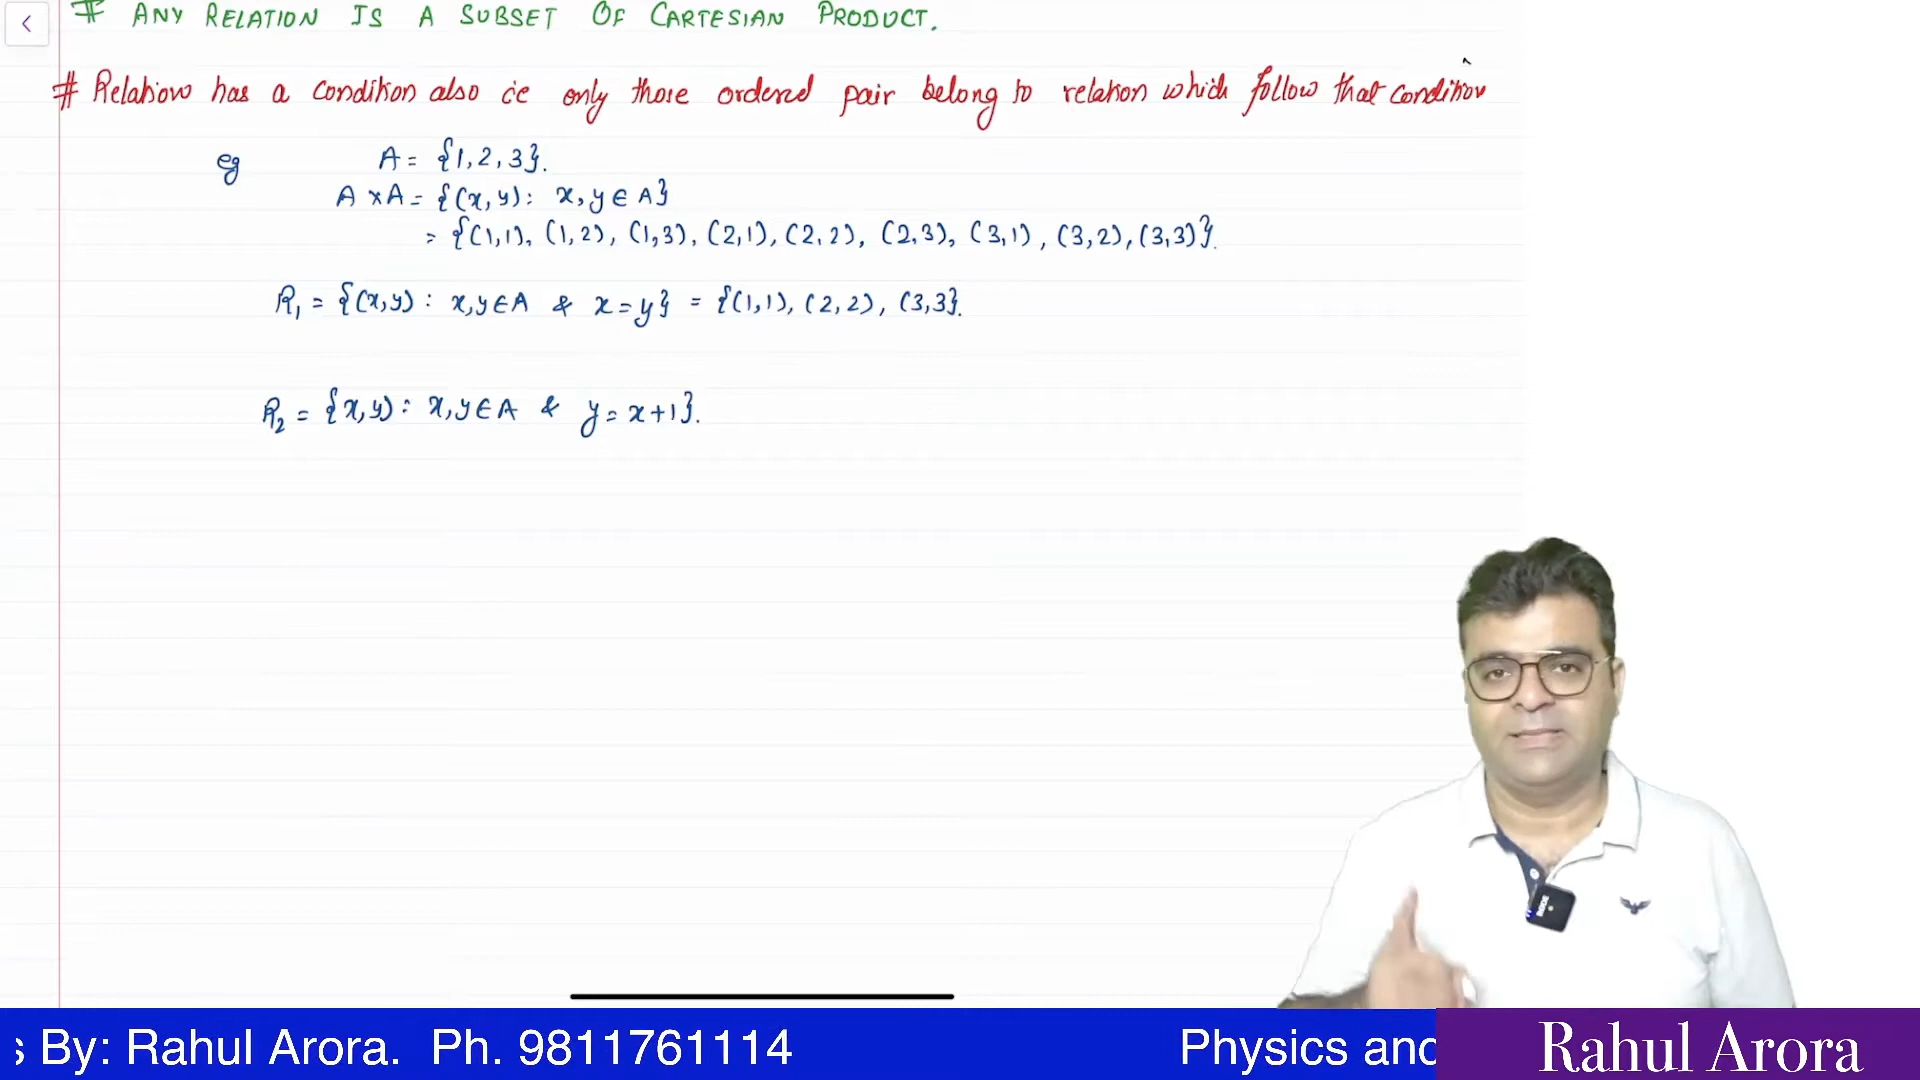 # ANY RELATION IS A SUBSET OF CARTESIAN PRODUCT.
# Relation has a condition also ie only those ordered pair belong to relation which follow that condition
eg A = {1, 2, 3}.
A × A = {(x, y): x, y ∈ A}
= {(1,1), (1,2), (1,3), (2,1), (2,2), (2,3), (3,1), (3,2), (3,3)}.
R₁ = {(x,y) : x,y ∈ A & x = y} = {(1,1), (2,2), (3,3}.
R₂ = {x,y) : x,y ∈ A & y = x+1}.
s By: Rahul Arora. Ph. 9811761114 Physics and
Rahul Arora